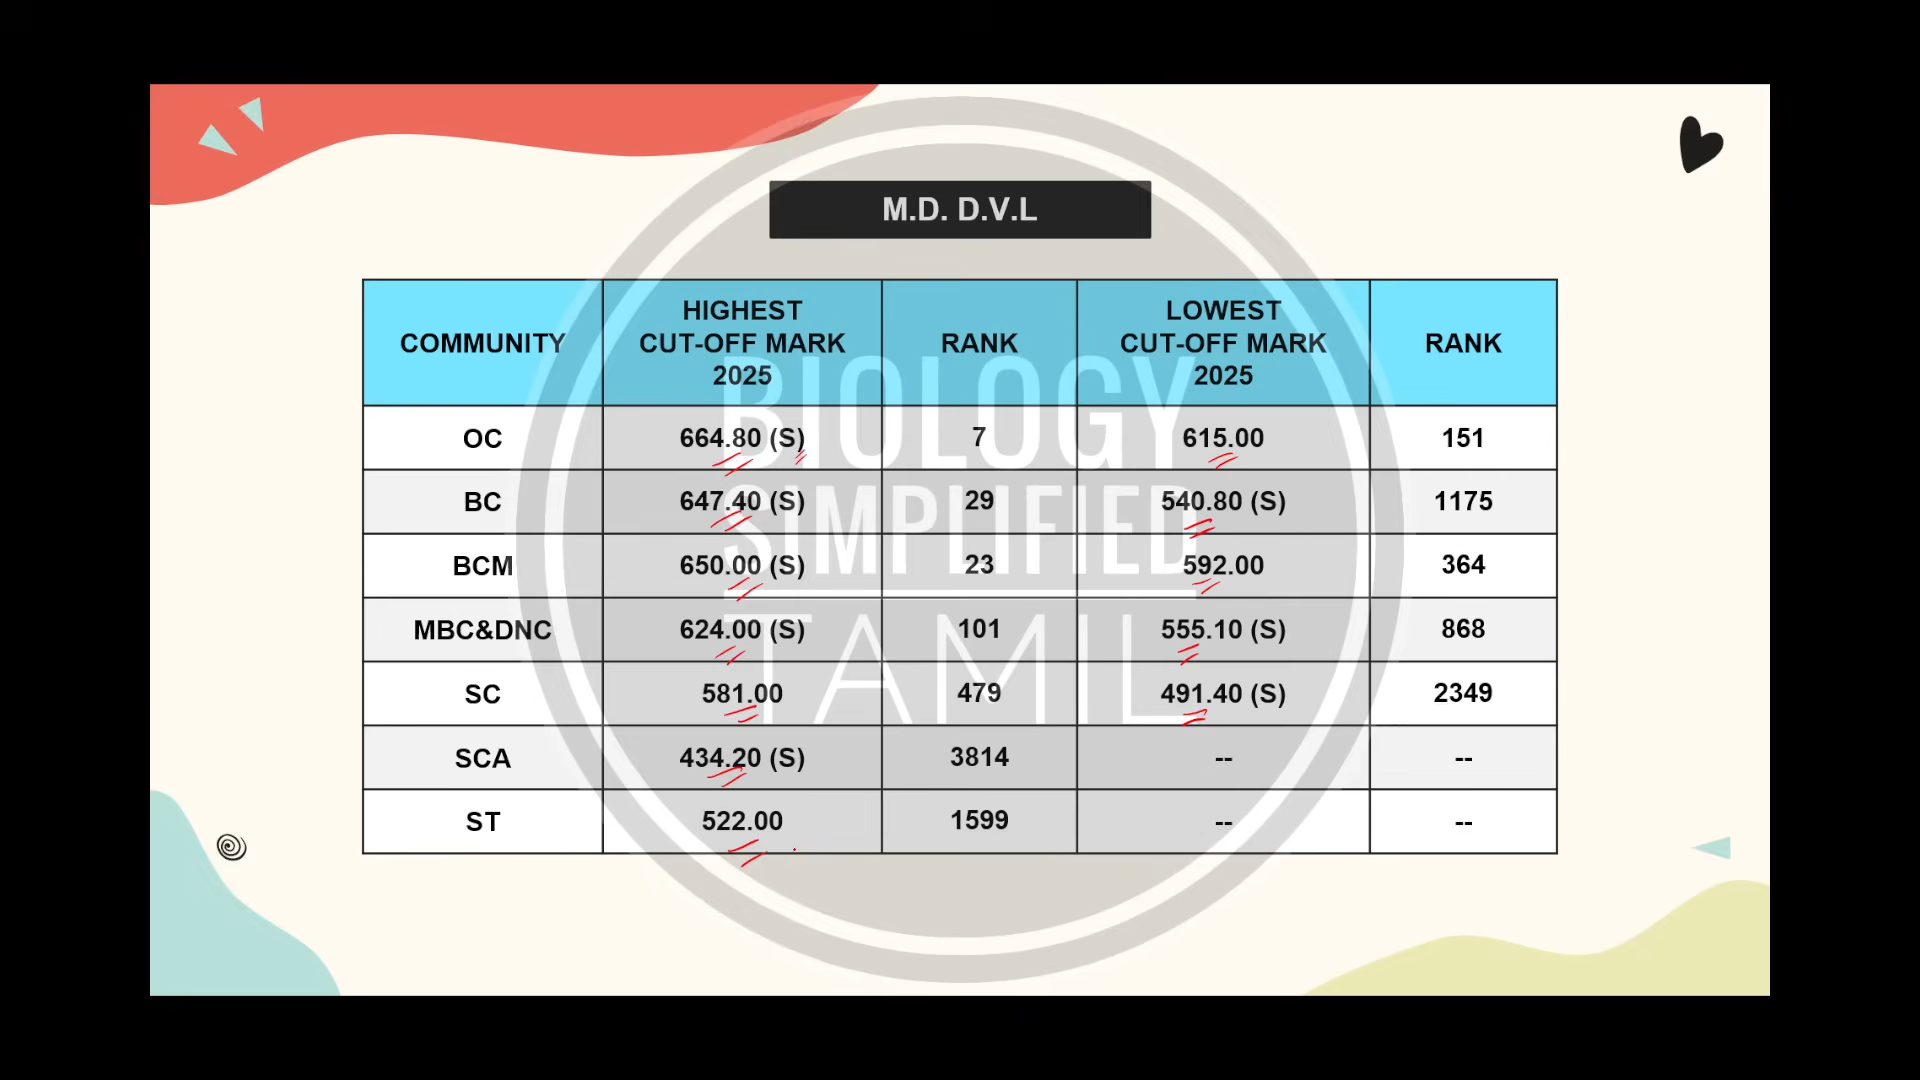 M.D. D.V.L
COMMUNITY HIGHEST CUT-OFF MARK 2025 RANK LOWEST CUT-OFF MARK 2025 RANK
OC 664.80 (S) 7 615.00 151
BC 647.40 (S) 29 540.80 (S) 1175
BCM 650.00 (S) 23 592.00 364
MBC&DNC 624.00 (S) 101 555.10 (S) 868
SC 581.00 479 491.40 (S) 2349
SCA 434.20 (S) 3814 -- --
ST 522.00 1599 -- --
BIOLOGY
SIMPLIFIED
TAMIL